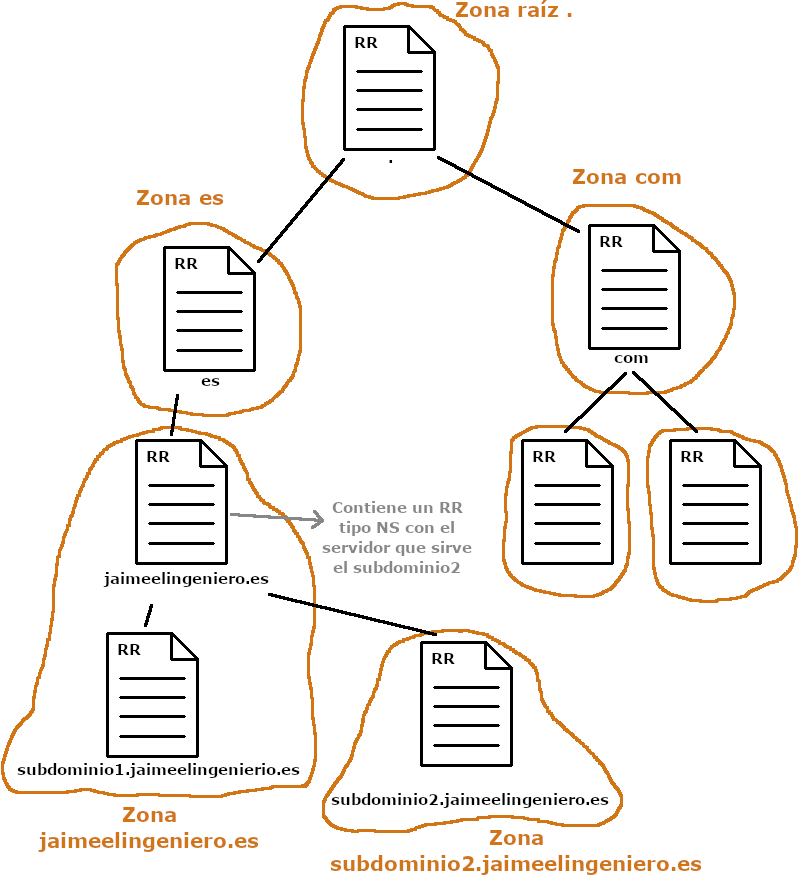 Zona raíz .
RR
.
Zona com
Zona es
RR
RR
com
es
RR
RR
RR
Contiene un RR
tipo NS con el
servidor que sirve
el subdominio2
jaimeelingeniero.es
RR
RR
subdominio1.jaimeelingenierio.es
subdominio2.jaimeelingeniero.es
Zona
jaimeelingeniero.es
Zona
subdominio2.jaimeelingeniero.es